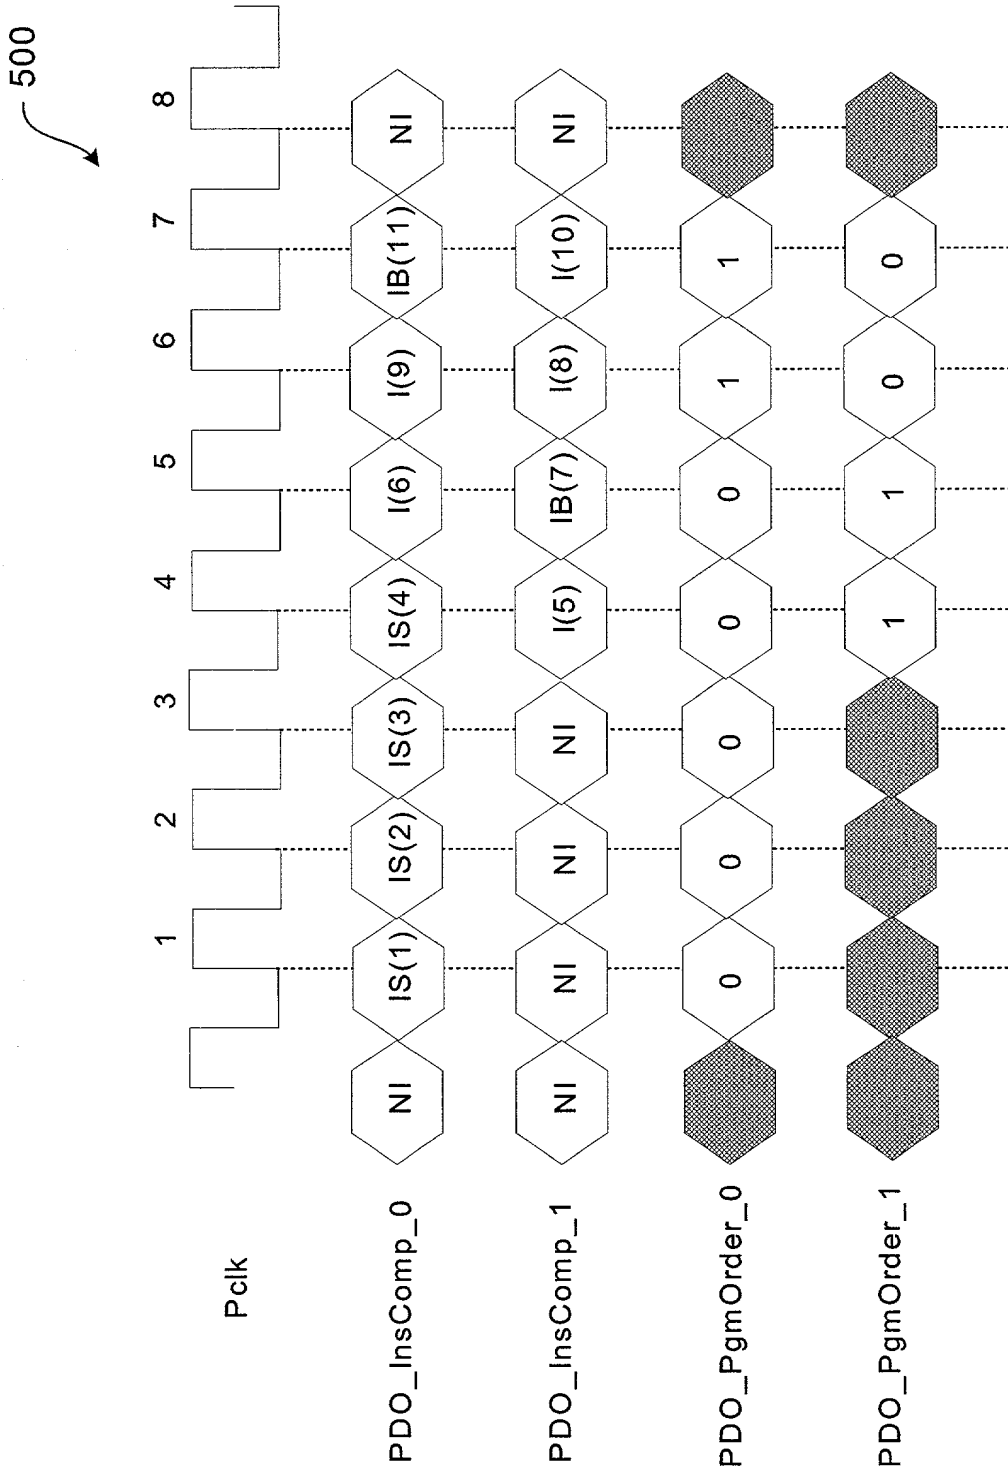 500
1 2 3 4 5 6 7 8
Pclk
PDO_InsComp_0 NI IS(1) IS(2) IS(3) IS(4) I(6) I(9) IB(11) NI
PDO_InsComp_1 NI NI NI NI I(5) IB(7) I(8) I(10) NI
PDO_PgmOrder_0 0 0 0 0 0 1 1
PDO_PgmOrder_1 1 1 0 0